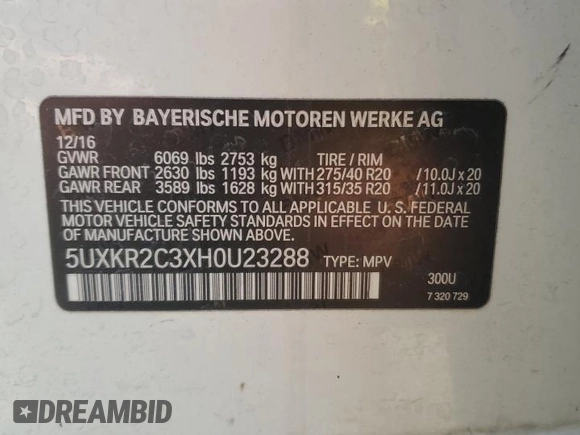 MFD BY BAYERISCHE MOTOREN WERKE AG
12/16
GVWR 6069 lbs 2753 kg TIRE / RIM
GAWR FRONT 2630 lbs 1193 kg WITH 275/40 R20 / 10.0J x 20
GAWR REAR 3589 lbs 1628 kg WITH 315/35 R20 / 11.0J x 20
THIS VEHICLE CONFORMS TO ALL APPLICABLE U. S. FEDERAL
MOTOR VEHICLE SAFETY STANDARDS IN EFFECT ON THE DATE
OF MANUFACTURE SHOWN ABOVE.
5UXKR2C3XH0U23288 TYPE: MPV
300U
7 320 729
DREAMBID